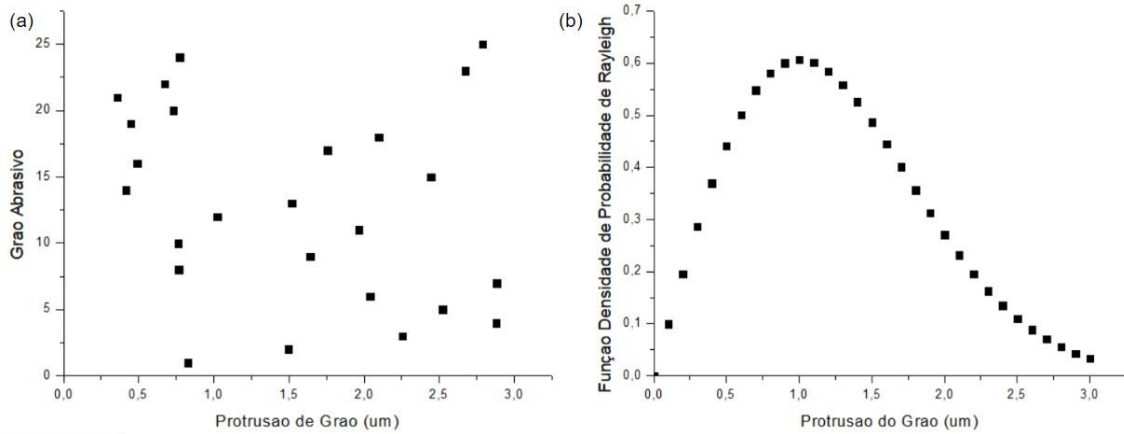 (a)
Grao Abrasivo
25
20
15
10
5
0
0,0 0,5 1,0 1,5 2,0 2,5 3,0
Protrusao de Grao (um)
(b)
Funçao Densidade de Probabilidade de Rayleigh
0,7
0,6
0,5
0,4
0,3
0,2
0,1
0,0
0,0 0,5 1,0 1,5 2,0 2,5 3,0
Protrusao do Grao (um)